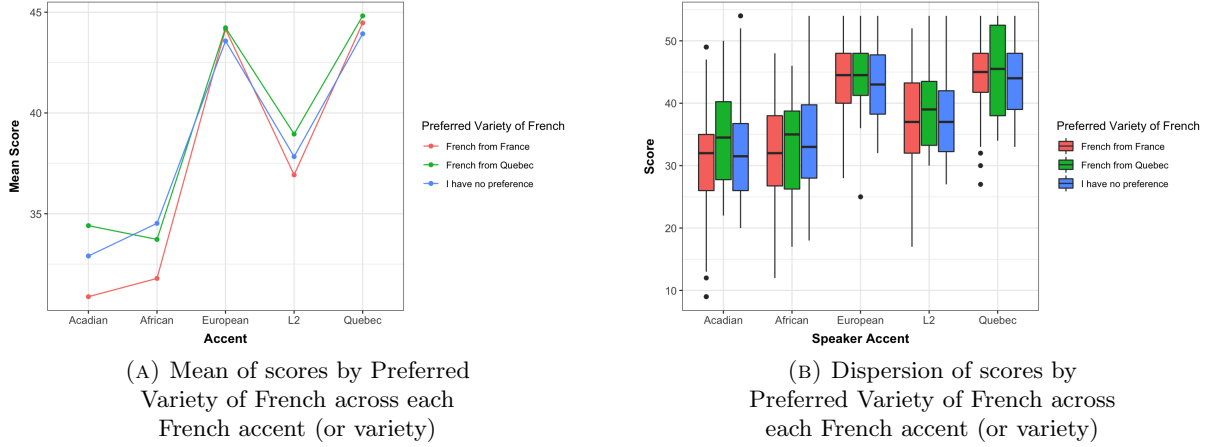 45
40
35
Mean Score
Acadian African European L2 Quebec
Accent
Preferred Variety of French
French from France
French from Quebec
I have no preference
(A) Mean of scores by Preferred
Variety of French across each
French accent (or variety)
50
40
30
20
10
Score
Acadian African European L2 Quebec
Speaker Accent
Preferred Variety of French
French from France
French from Quebec
I have no preference
(B) Dispersion of scores by
Preferred Variety of French across
each French accent (or variety)